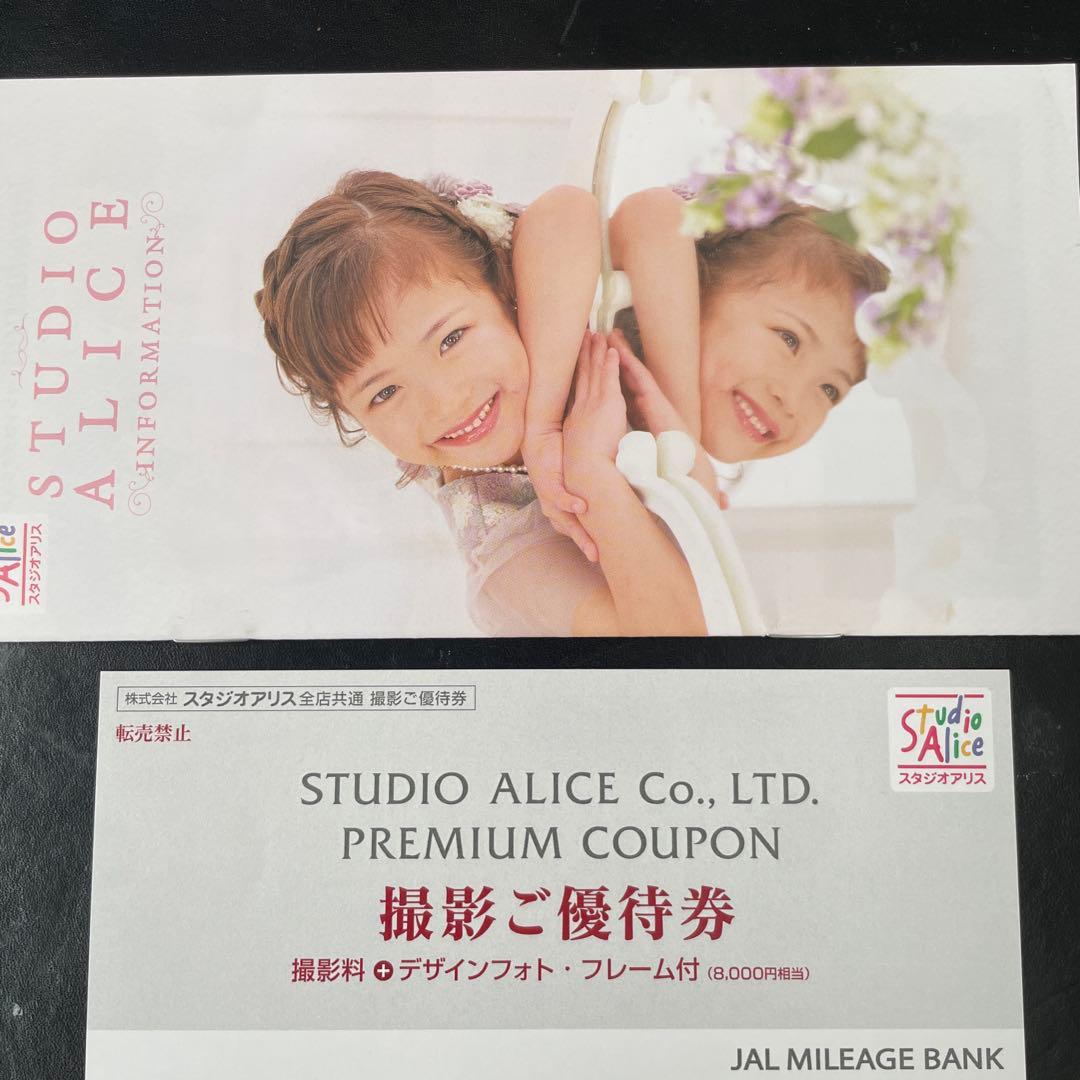 STUDIO
ALICE
INFORMATION
Alice
スタジオアリス
株式会社 スタジオアリス 全店共通 撮影ご優待券
転売禁止
Studio
Alice
スタジオアリス
STUDIO ALICE Co., LTD.
PREMIUM COUPON
撮影ご優待券
撮影料 + デザインフォト・フレーム付 (8,000円相当)
JAL MILEAGE BANK